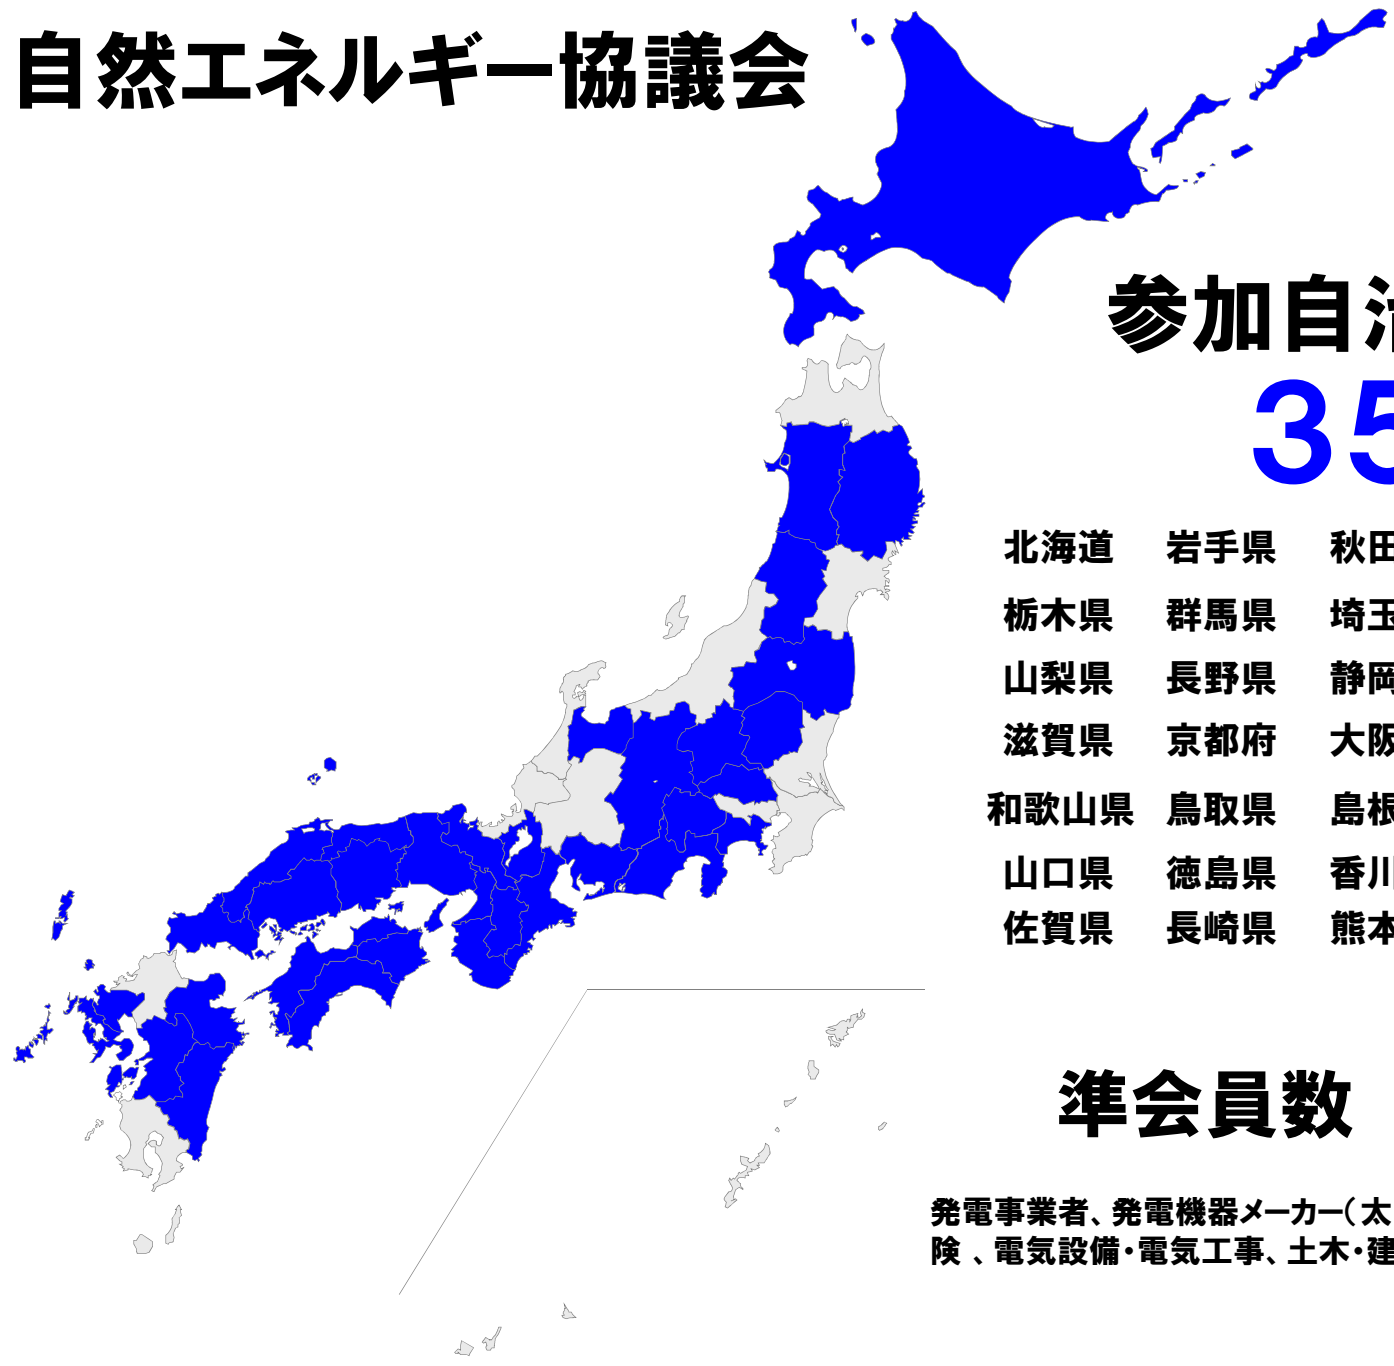 自然エネルギー協議会
参加自治
35
北海道 岩手県 秋田
栃木県 群馬県 埼玉
山梨県 長野県 静岡
滋賀県 京都府 大阪
和歌山県 鳥取県 島根
山口県 徳島県 香川
佐賀県 長崎県 熊本
準会員数
発電事業者、発電機器メーカー（太
険 、電気設備・電気工事、土木・建